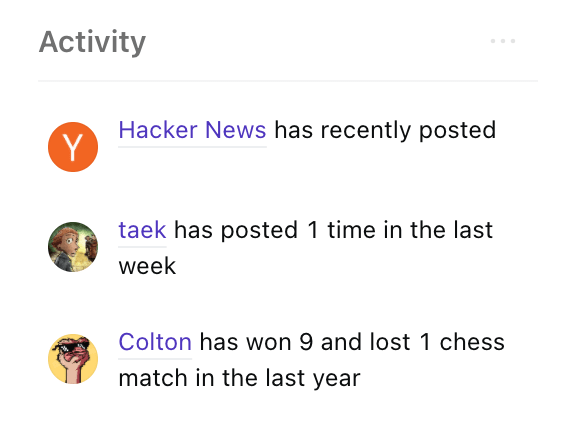 Activity
Hacker News has recently posted
Y
taek has posted 1 time in the last
week
Colton has won 9 and lost 1 chess
match in the last year